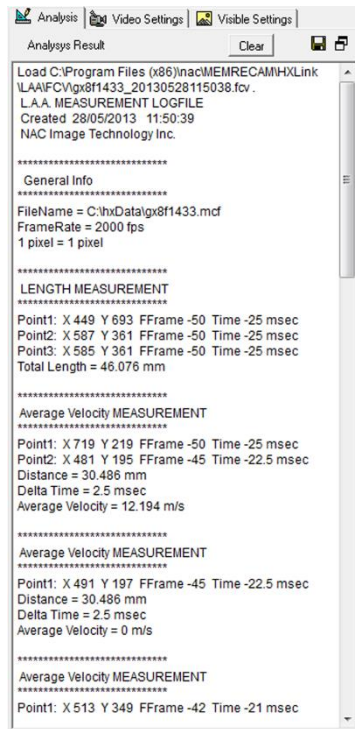 Analysis Video Settings Visible Settings
Analysys Result Clear
Load C:\Program Files (x86)\nac\MEMRECAM\HXLink
\LAA\FCV\gx8f1433_20130528115038.fcv .
L.A.A. MEASUREMENT LOGFILE
Created 28/05/2013 11:50:39
NAC Image Technology Inc.
*****************************
General Info
*****************************
FileName = C:\hxData\gx8f1433.mcf
FrameRate = 2000 fps
1 pixel = 1 pixel
*****************************
LENGTH MEASUREMENT
*****************************
Point1: X 449 Y 693 FFrame -50 Time -25 msec
Point2: X 587 Y 361 FFrame -50 Time -25 msec
Point3: X 585 Y 361 FFrame -50 Time -25 msec
Total Length = 46.076 mm
*****************************
Average Velocity MEASUREMENT
*****************************
Point1: X 719 Y 219 FFrame -50 Time -25 msec
Point2: X 481 Y 195 FFrame -45 Time -22.5 msec
Distance = 30.486 mm
Delta Time = 2.5 msec
Average Velocity = 12.194 m/s
*****************************
Average Velocity MEASUREMENT
*****************************
Point1: X 491 Y 197 FFrame -45 Time -22.5 msec
Distance = 30.486 mm
Delta Time = 2.5 msec
Average Velocity = 0 m/s
*****************************
Average Velocity MEASUREMENT
*****************************
Point1: X 513 Y 349 FFrame -42 Time -21 msec